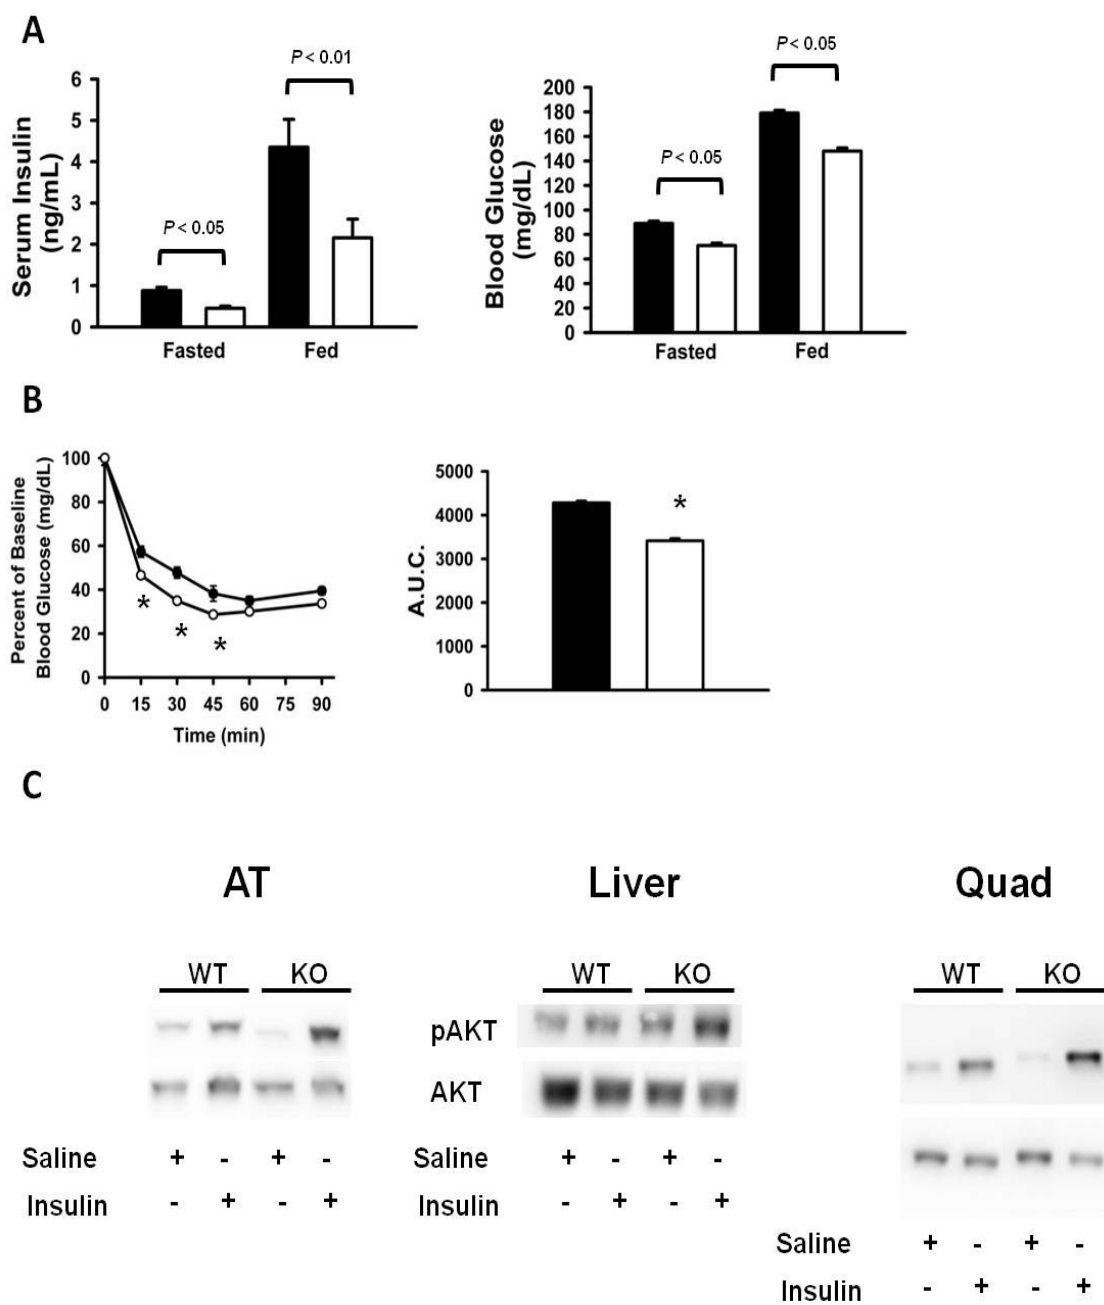 A
P < 0.01
P < 0.05
Serum Insulin
(ng/mL)
6
5
4
3
2
1
0
Fasted
Fed
P < 0.05
P < 0.05
Blood Glucose
(mg/dL)
200
180
160
140
120
100
80
60
40
20
0
Fasted
Fed
B
Percent of Baseline
Blood Glucose (mg/dL)
100
80
60
40
20
0
*
*
*
0 15 30 45 60 75 90
Time (min)
A.U.C.
5000
4000
3000
2000
1000
0
*
C
AT
WT KO
Saline + - + -
Insulin - + - +
Liver
WT KO
pAKT
AKT
Saline + - + -
Insulin - + - +
Quad
WT KO
Saline + - + -
Insulin - + - +